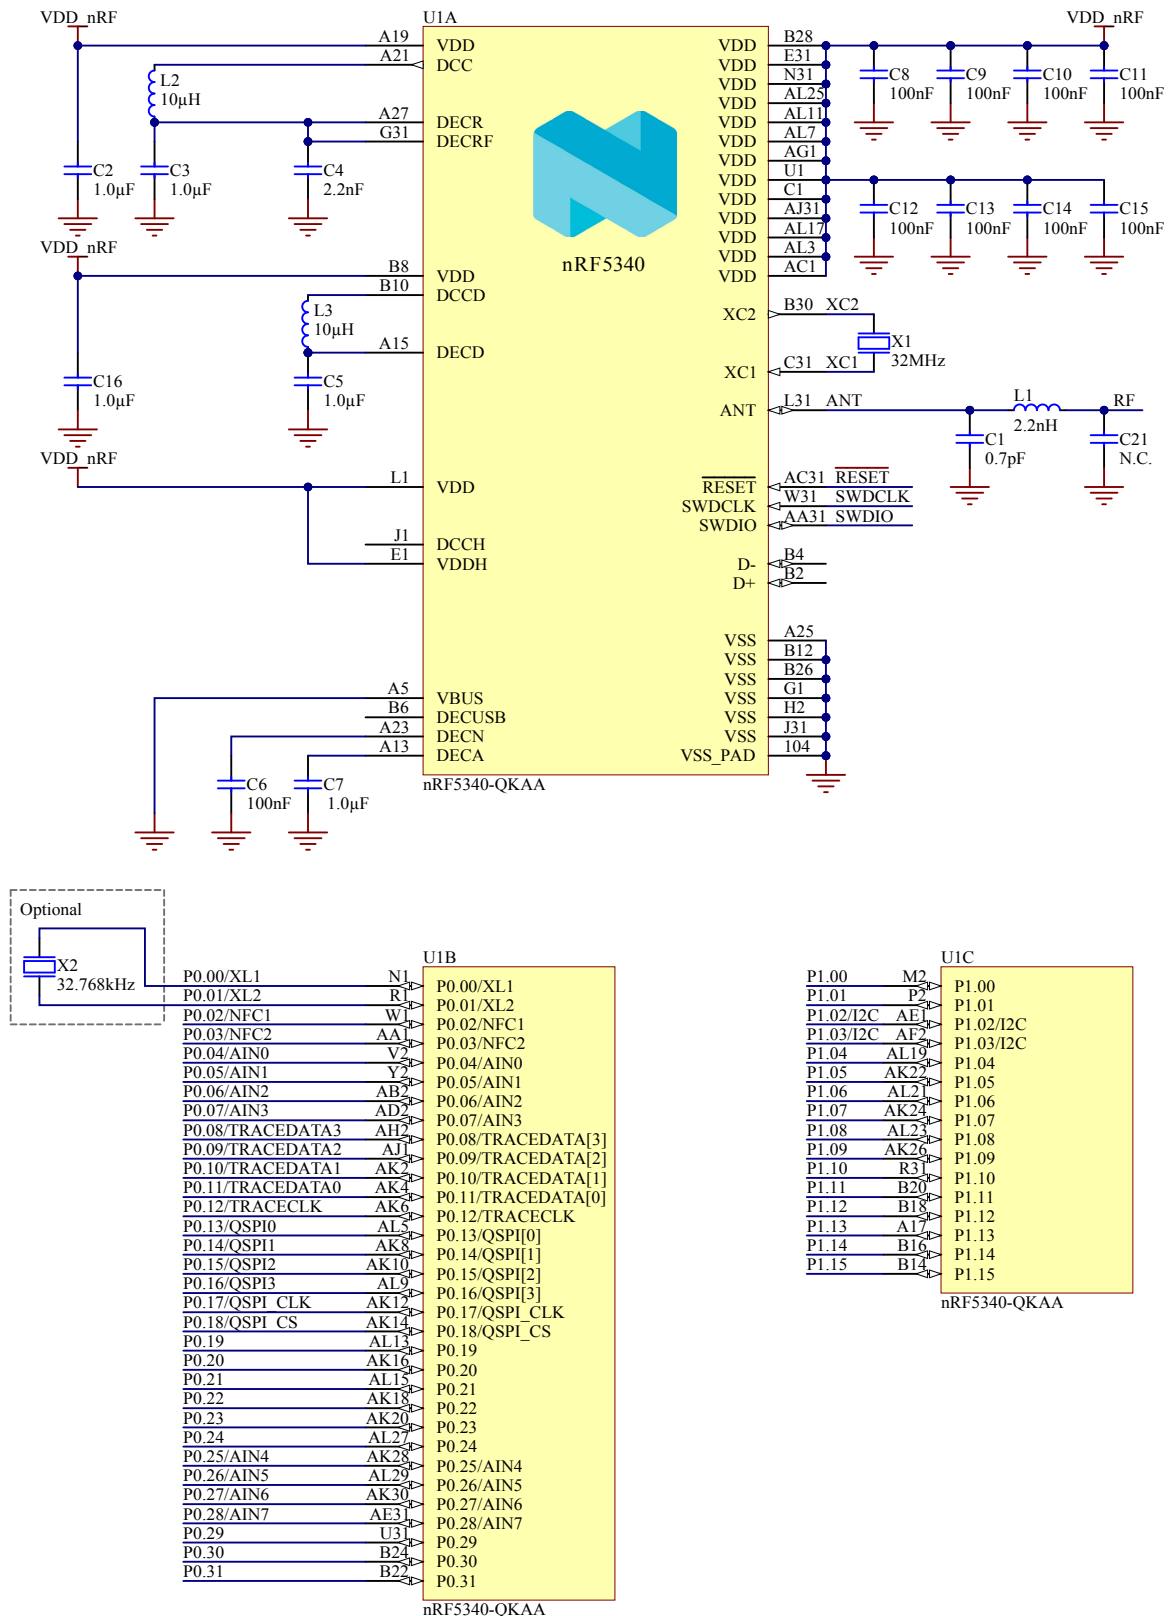 VDD_nRF
U1A
VDD_nRF
A19 VDD
A21 DCC
L2
10µH
A27 DECR
G31 DECRF
C2
1.0µF
C3
1.0µF
C4
2.2nF
VDD_nRF
B8 VDD
B10 DCCD
L3
10µH
A15 DECD
C16
1.0µF
C5
1.0µF
VDD_nRF
L1 VDD
J1 DCCH
E1 VDDH
A5 VBUS
B6 DECUSB
A23 DECN
A13 DECA
C6
100nF
C7
1.0µF
nRF5340
nRF5340-QKAA
VDD B28
VDD E31
VDD N31
VDD AL25
VDD AL11
VDD AL7
VDD AG1
VDD U1
VDD C1
VDD AJ31
VDD AL17
VDD AL3
VDD AC1
C8
100nF
C9
100nF
C10
100nF
C11
100nF
C12
100nF
C13
100nF
C14
100nF
C15
100nF
XC2 B30 XC2
X1
32MHz
XC1 C31 XC1
ANT L31 ANT
L1
2.2nH
RF
C1
0.7pF
C21
N.C.
RESET AC31 RESET
SWDCLK W31 SWDCLK
SWDIO AA31 SWDIO
D- B4
D+ B2
VSS A25
VSS B12
VSS B26
VSS G1
VSS H2
VSS J31
VSS_PAD 104
Optional
X2
32.768kHz
U1B
P0.00/XL1 N1 P0.00/XL1
P0.01/XL2 R1 P0.01/XL2
P0.02/NFC1 W1 P0.02/NFC1
P0.03/NFC2 AA1 P0.03/NFC2
P0.04/AIN0 V2 P0.04/AIN0
P0.05/AIN1 Y2 P0.05/AIN1
P0.06/AIN2 AB2 P0.06/AIN2
P0.07/AIN3 AD2 P0.07/AIN3
P0.08/TRACEDATA3 AH2 P0.08/TRACEDATA[3]
P0.09/TRACEDATA2 AJ1 P0.09/TRACEDATA[2]
P0.10/TRACEDATA1 AK2 P0.10/TRACEDATA[1]
P0.11/TRACEDATA0 AK4 P0.11/TRACEDATA[0]
P0.12/TRACECLK AK6 P0.12/TRACECLK
P0.13/QSPI0 AL5 P0.13/QSPI[0]
P0.14/QSPI1 AK8 P0.14/QSPI[1]
P0.15/QSPI2 AK10 P0.15/QSPI[2]
P0.16/QSPI3 AL9 P0.16/QSPI[3]
P0.17/QSPI_CLK AK12 P0.17/QSPI_CLK
P0.18/QSPI_CS AK14 P0.18/QSPI_CS
P0.19 AL13 P0.19
P0.20 AK16 P0.20
P0.21 AL15 P0.21
P0.22 AK18 P0.22
P0.23 AK20 P0.23
P0.24 AL27 P0.24
P0.25/AIN4 AK28 P0.25/AIN4
P0.26/AIN5 AL29 P0.26/AIN5
P0.27/AIN6 AK30 P0.27/AIN6
P0.28/AIN7 AE31 P0.28/AIN7
P0.29 U31 P0.29
P0.30 B24 P0.30
P0.31 B22 P0.31
nRF5340-QKAA
U1C
P1.00 M2 P1.00
P1.01 P2 P1.01
P1.02/I2C AE1 P1.02/I2C
P1.03/I2C AF2 P1.03/I2C
P1.04 AL19 P1.04
P1.05 AK22 P1.05
P1.06 AL21 P1.06
P1.07 AK24 P1.07
P1.08 AL23 P1.08
P1.09 AK26 P1.09
P1.10 R31 P1.10
P1.11 B20 P1.11
P1.12 B18 P1.12
P1.13 A17 P1.13
P1.14 B16 P1.14
P1.15 B14 P1.15
nRF5340-QKAA